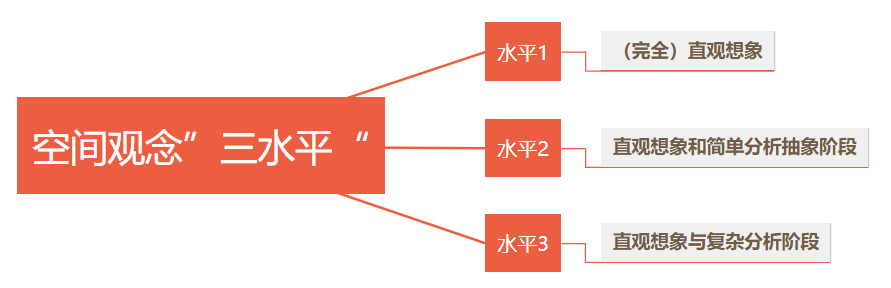 空间观念”三水平“
水平1
（完全）直观想象
水平2
直观想象和简单分析抽象阶段
水平3
直观想象与复杂分析阶段